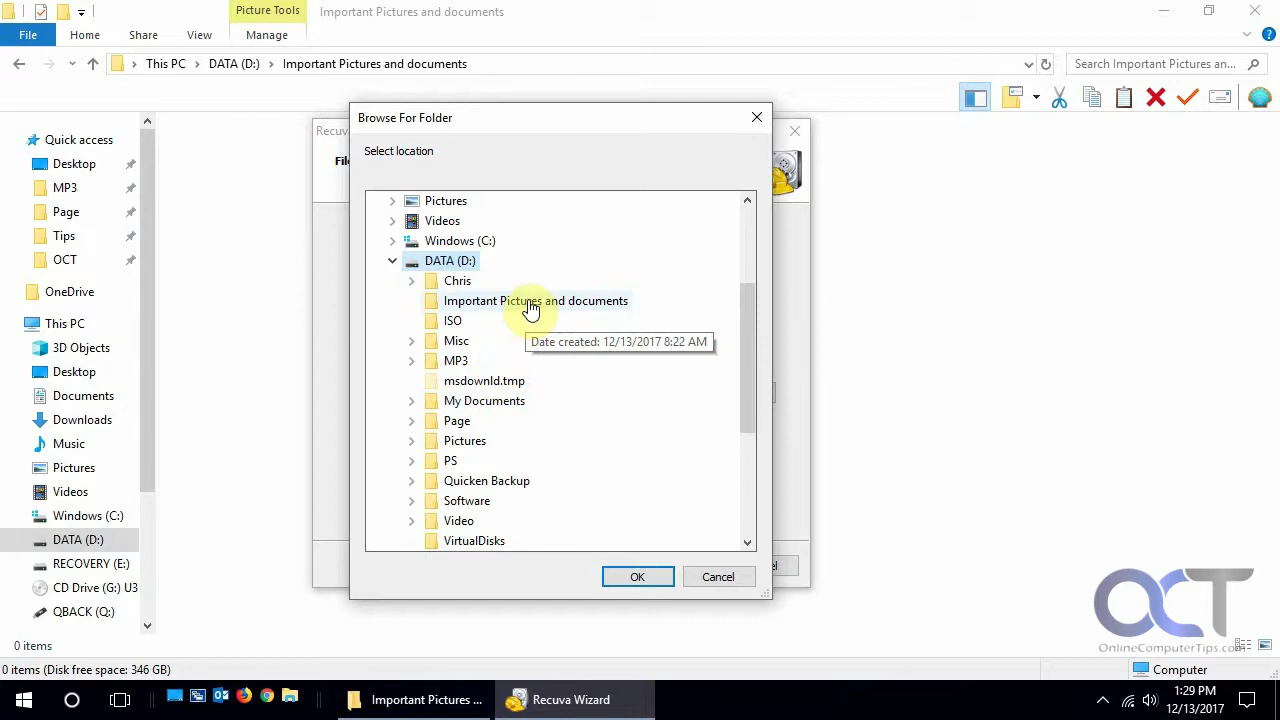 Picture Tools
Important Pictures and documents
File
Home
Share
View
Manage
This PC
DATA (D:)
Important Pictures and documents
Search Important Pictures an...
Quick access
Desktop
MP3
Page
Tips
OCT
OneDrive
This PC
3D Objects
Desktop
Documents
Downloads
Music
Pictures
Videos
Windows (C:)
DATA (D:)
RECOVERY (E:)
CD Drive (G:) U3
QBACK (Q:)
Recuva
File
Browse For Folder
Select location
Pictures
Videos
Windows (C:)
DATA (D:)
Chris
Important Pictures and documents
ISO
Date created: 12/13/2017 8:22 AM
Misc
MP3
msdownld.tmp
My Documents
Page
Pictures
PS
Quicken Backup
Software
Video
VirtualDisks
OK
Cancel
el
OCT
OnlineComputerTips.com
0 items
0 items (Disk free space: 346 GB)
Computer
Important Pictures ...
Recuva Wizard
1:29 PM
12/13/2017